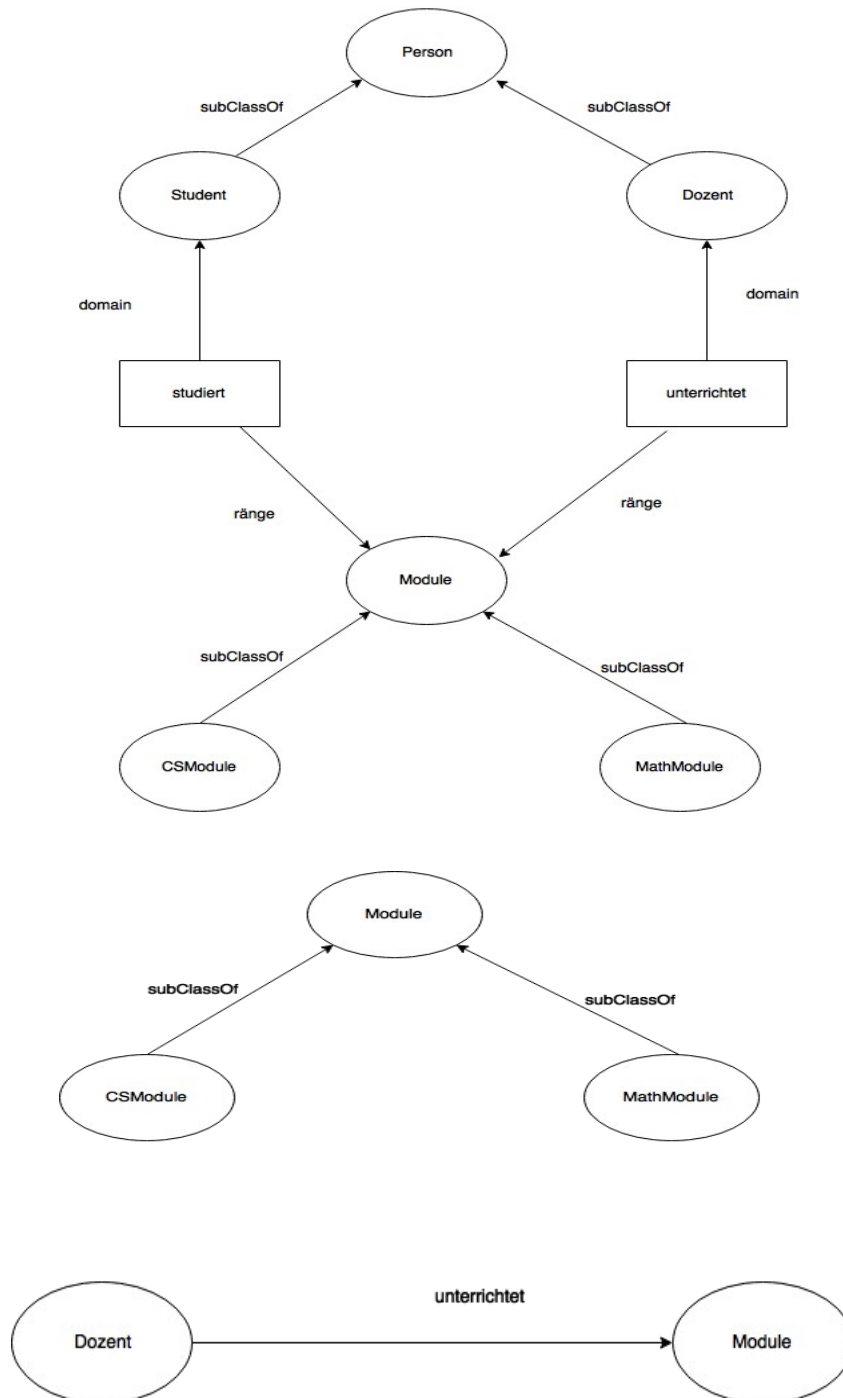 Person
subClassOf
subClassOf
Student
Dozent
domain
domain
studiert
unterrichtet
ränge
ränge
Module
subClassOf
subClassOf
CSModule
MathModule
Module
subClassOf
subClassOf
CSModule
MathModule
unterrichtet
Dozent
Module